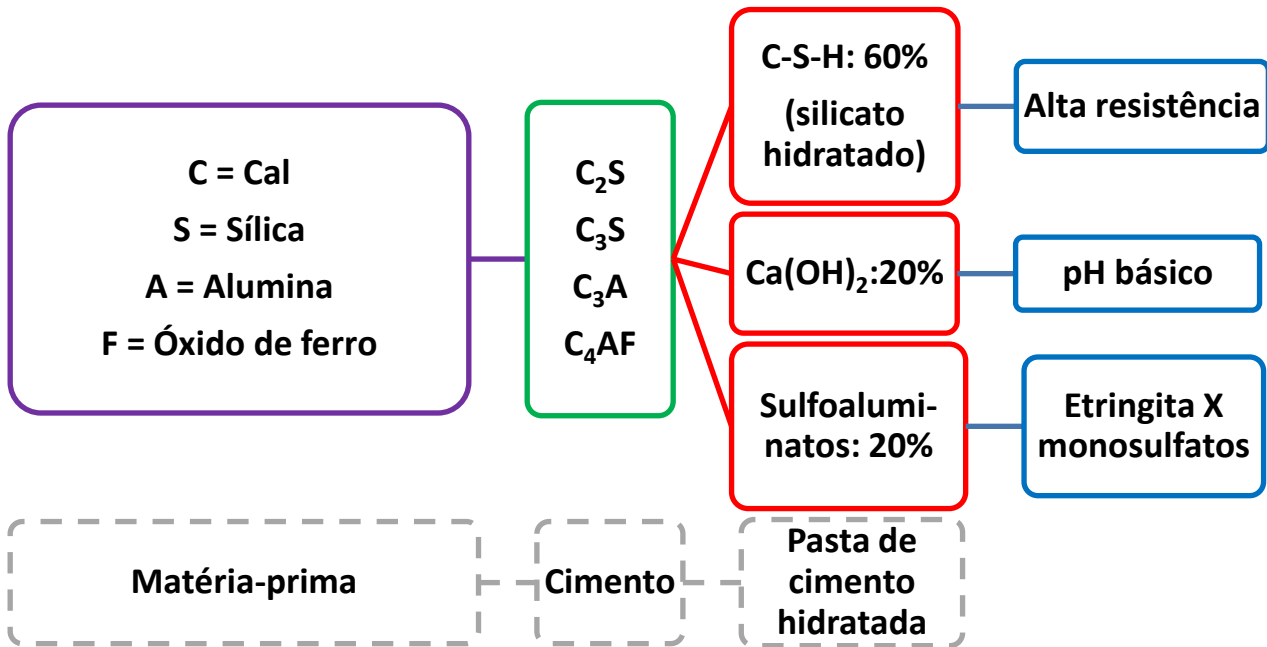 C = Cal
S = Sílica
A = Alumina
F = Óxido de ferro
C₂S
C₃S
C₃A
C₄AF
C-S-H: 60%
(silicato
hidratado)
Alta resistência
Ca(OH)₂:20%
pH básico
Sulfoalumi-
natos: 20%
Etringita X
monosulfatos
Matéria-prima
Cimento
Pasta de
cimento
hidratada